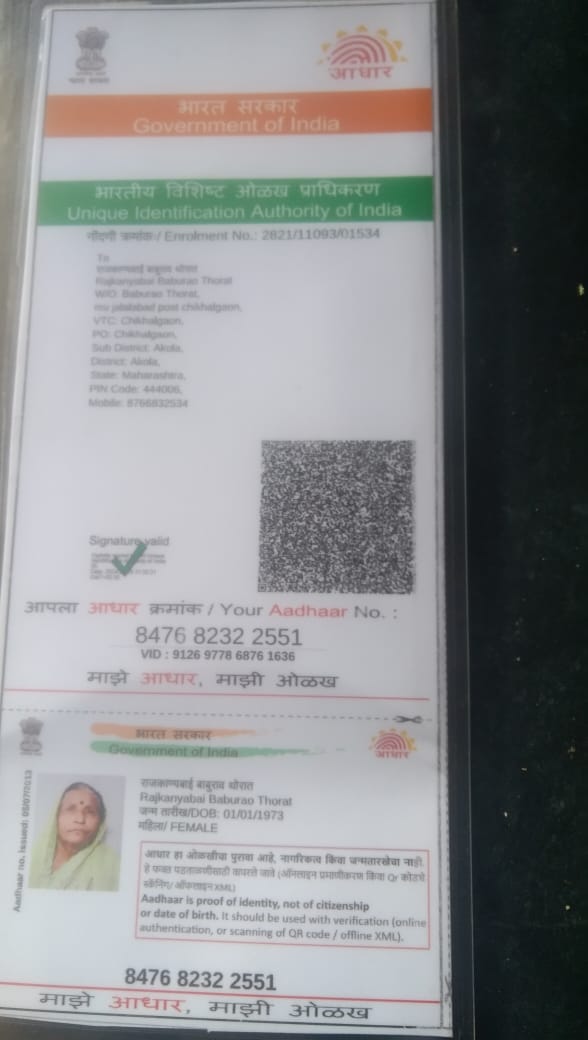 आधार
भारत सरकार
Government of India
भारतीय विशिष्ट ओळख प्राधिकरण
Unique Identification Authority of India
नोंदणी क्रमांक:/ Enrolment No.: 2821/11093/01534
To
राजकाण्याबाई बाबुराव थोरात
Rajkanyabai Baburao Thorat
W/O: Baburao Thorat,
mu jalalabad post chikhalgaon,
VTC: Chikhalgaon,
PO: Chikhalgaon,
Sub District: Akola,
District: Akola,
State: Maharashtra,
PIN Code: 444006,
Mobile: 8766832534
Signature valid
आपला आधार क्रमांक / Your Aadhaar No. :
8476 8232 2551
VID : 9126 9778 6876 1636
माझे आधार, माझी ओळख
भारत सरकार
Government of India
आधार
Aadhaar no. issued: 05/07/2013
राजकाण्याबाई बाबुराव थोरात
Rajkanyabai Baburao Thorat
जन्म तारीख/DOB: 01/01/1973
महिला/ FEMALE
आधार हा ओळखीचा पुरावा आहे, नागरिकत्व किंवा जन्मतारखेचा नाही.
हे फक्त पडताळणीसाठी वापरले जावे (ऑनलाइन प्रमाणीकरण किंवा QR कोडचे
स्कॅनिंग/ ऑफलाइन XML)
Aadhaar is proof of identity, not of citizenship
or date of birth. It should be used with verification (online
authentication, or scanning of QR code / offline XML).
8476 8232 2551
माझे आधार, माझी ओळख